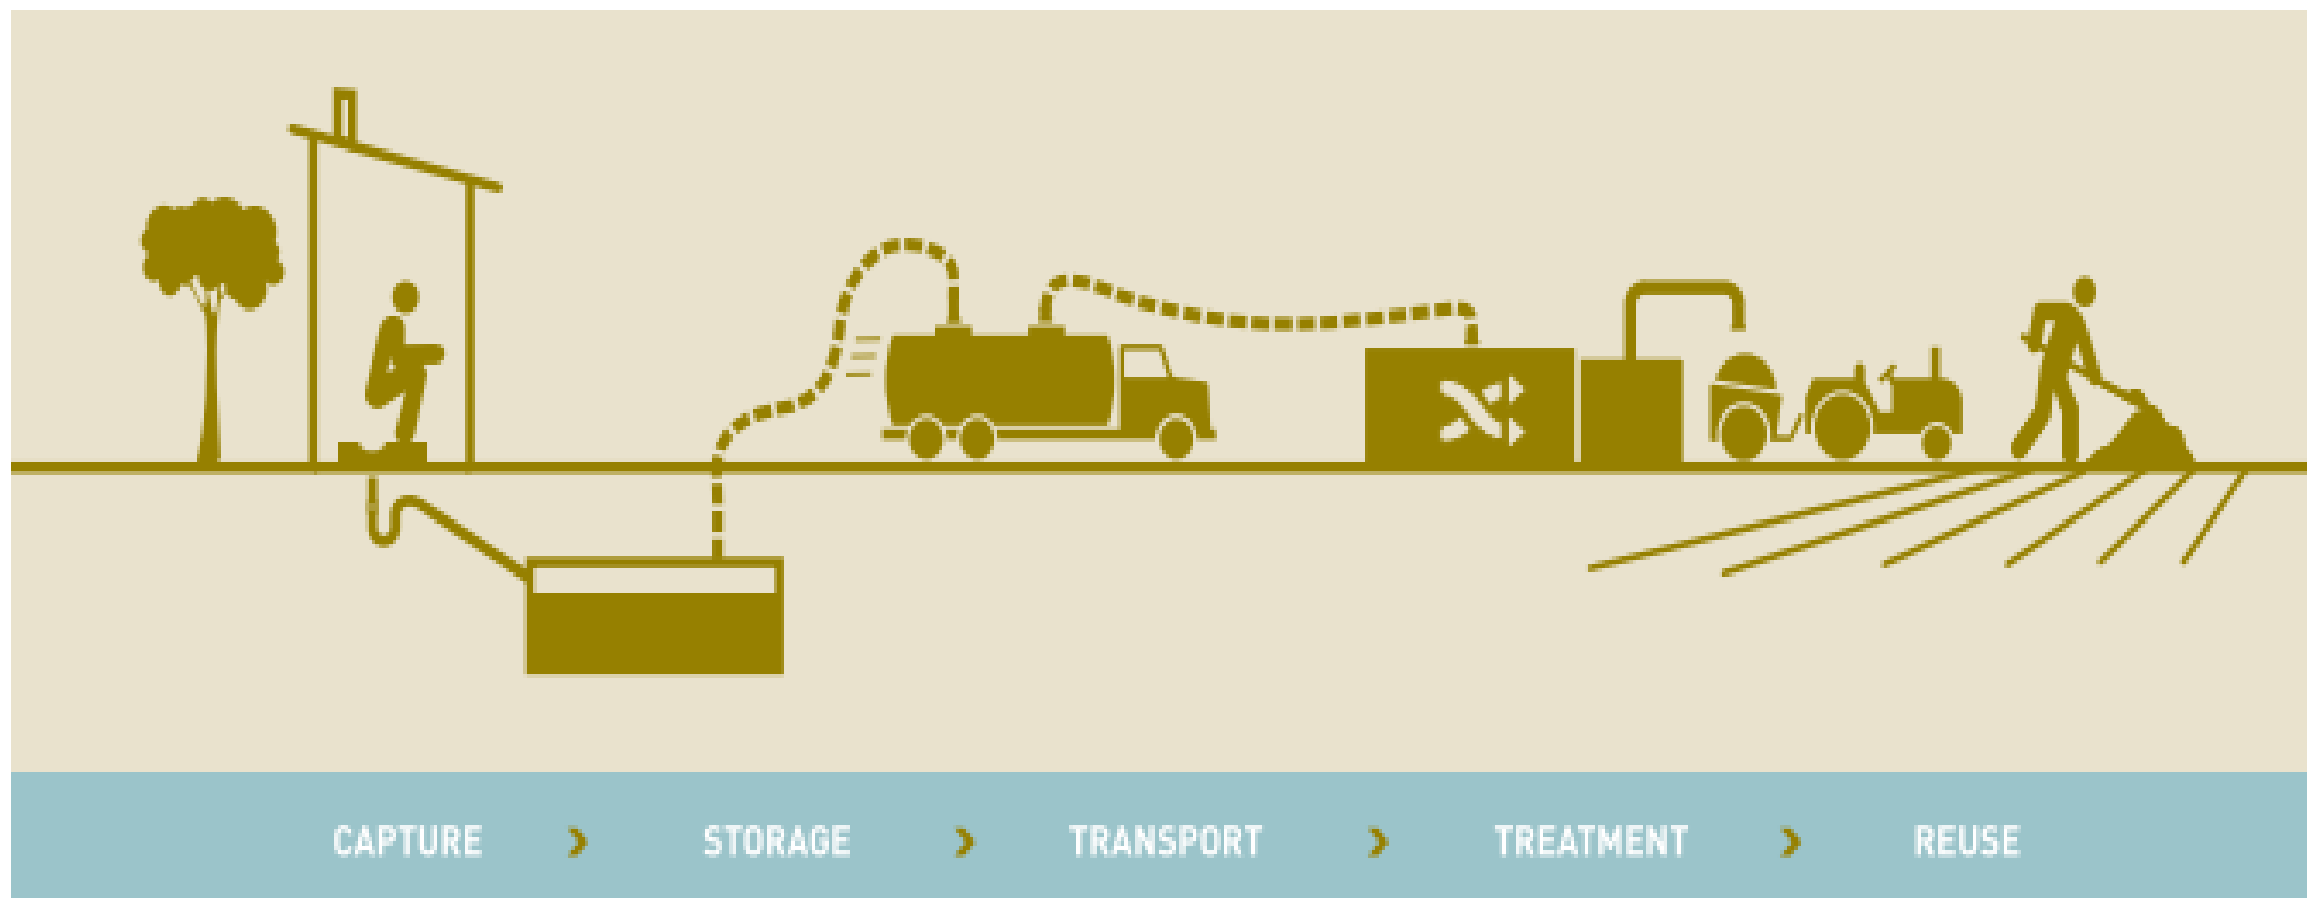 CAPTURE › STORAGE › TRANSPORT › TREATMENT › REUSE